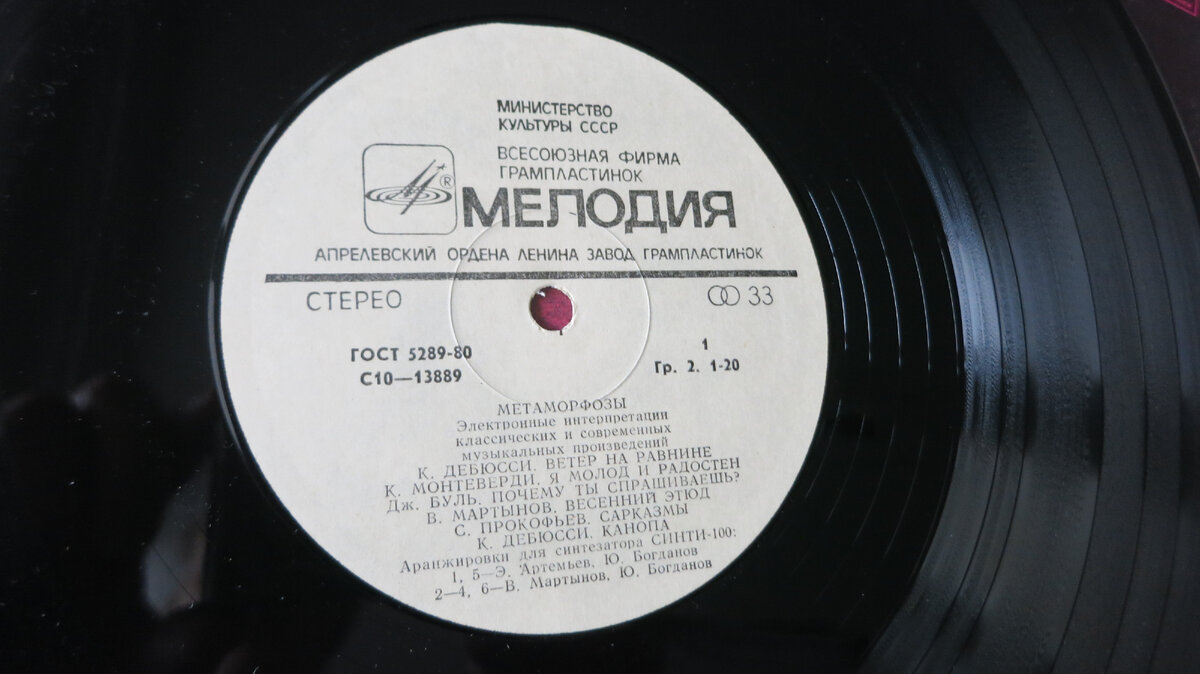 МИНИСТЕРСТВО
КУЛЬТУРЫ СССР
ВСЕСОЮЗНАЯ ФИРМА
ГРАМПЛАСТИНОК
®
МЕЛОДИЯ
АПРЕЛЕВСКИЙ ОРДЕНА ЛЕНИНА ЗАВОД ГРАМПЛАСТИНОК
СТЕРЕО
33
ГОСТ 5289-80
С10—13889
1
Гр. 2. 1-20
МЕТАМОРФОЗЫ
Электронные интерпретации
классических и современных
музыкальных произведений
К. ДЕБЮССИ. ВЕТЕР НА РАВНИНЕ
К. МОНТЕВЕРДИ. Я МОЛОД И РАДОСТЕН
Дж. БУЛЬ. ПОЧЕМУ ТЫ СПРАШИВАЕШЬ?
В. МАРТЫНОВ. ВЕСЕННИЙ ЭТЮД
С. ПРОКОФЬЕВ. САРКАЗМЫ
К. ДЕБЮССИ. КАНОПА
Аранжировки для синтезатора СИНТИ-100:
1, 5—Э. Артемьев, Ю. Богданов
2—4, 6—В. Мартынов, Ю. Богданов